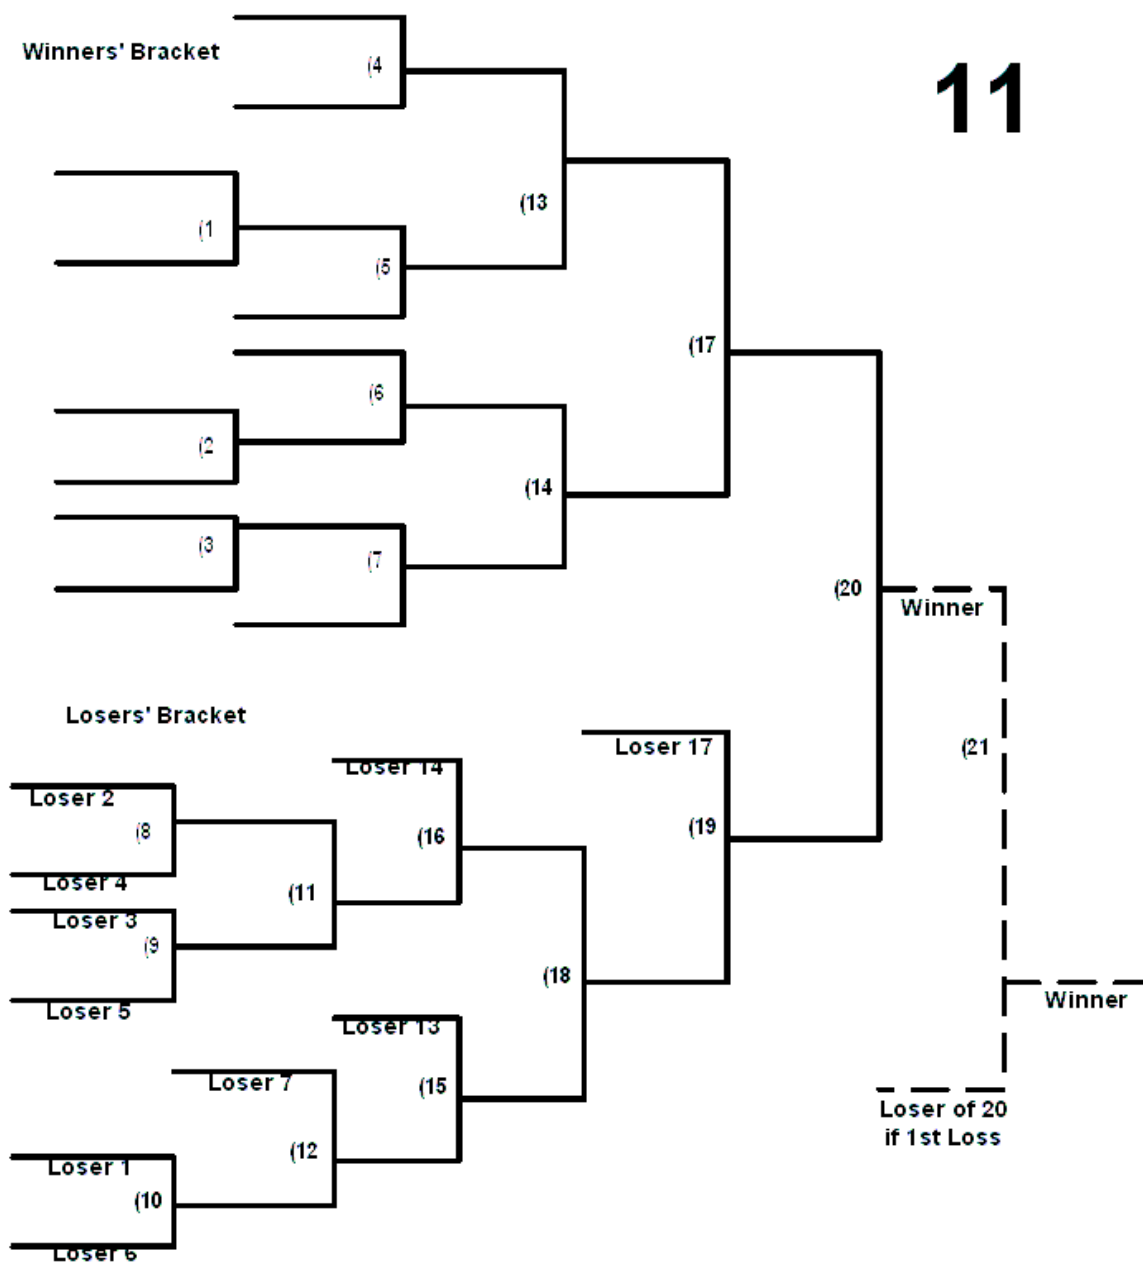 Winners' Bracket
11
(4
(13
(1
(5
(17
(6
(2
(14
(3
(7
(20
Winner
Losers' Bracket
Loser 17
(21
Loser 14
Loser 2
(8
(16
(19
Loser 4
(11
Loser 3
(9
(18
Loser 5
Winner
Loser 13
Loser 7
(15
Loser of 20
if 1st Loss
(12
Loser 1
(10
Loser 6